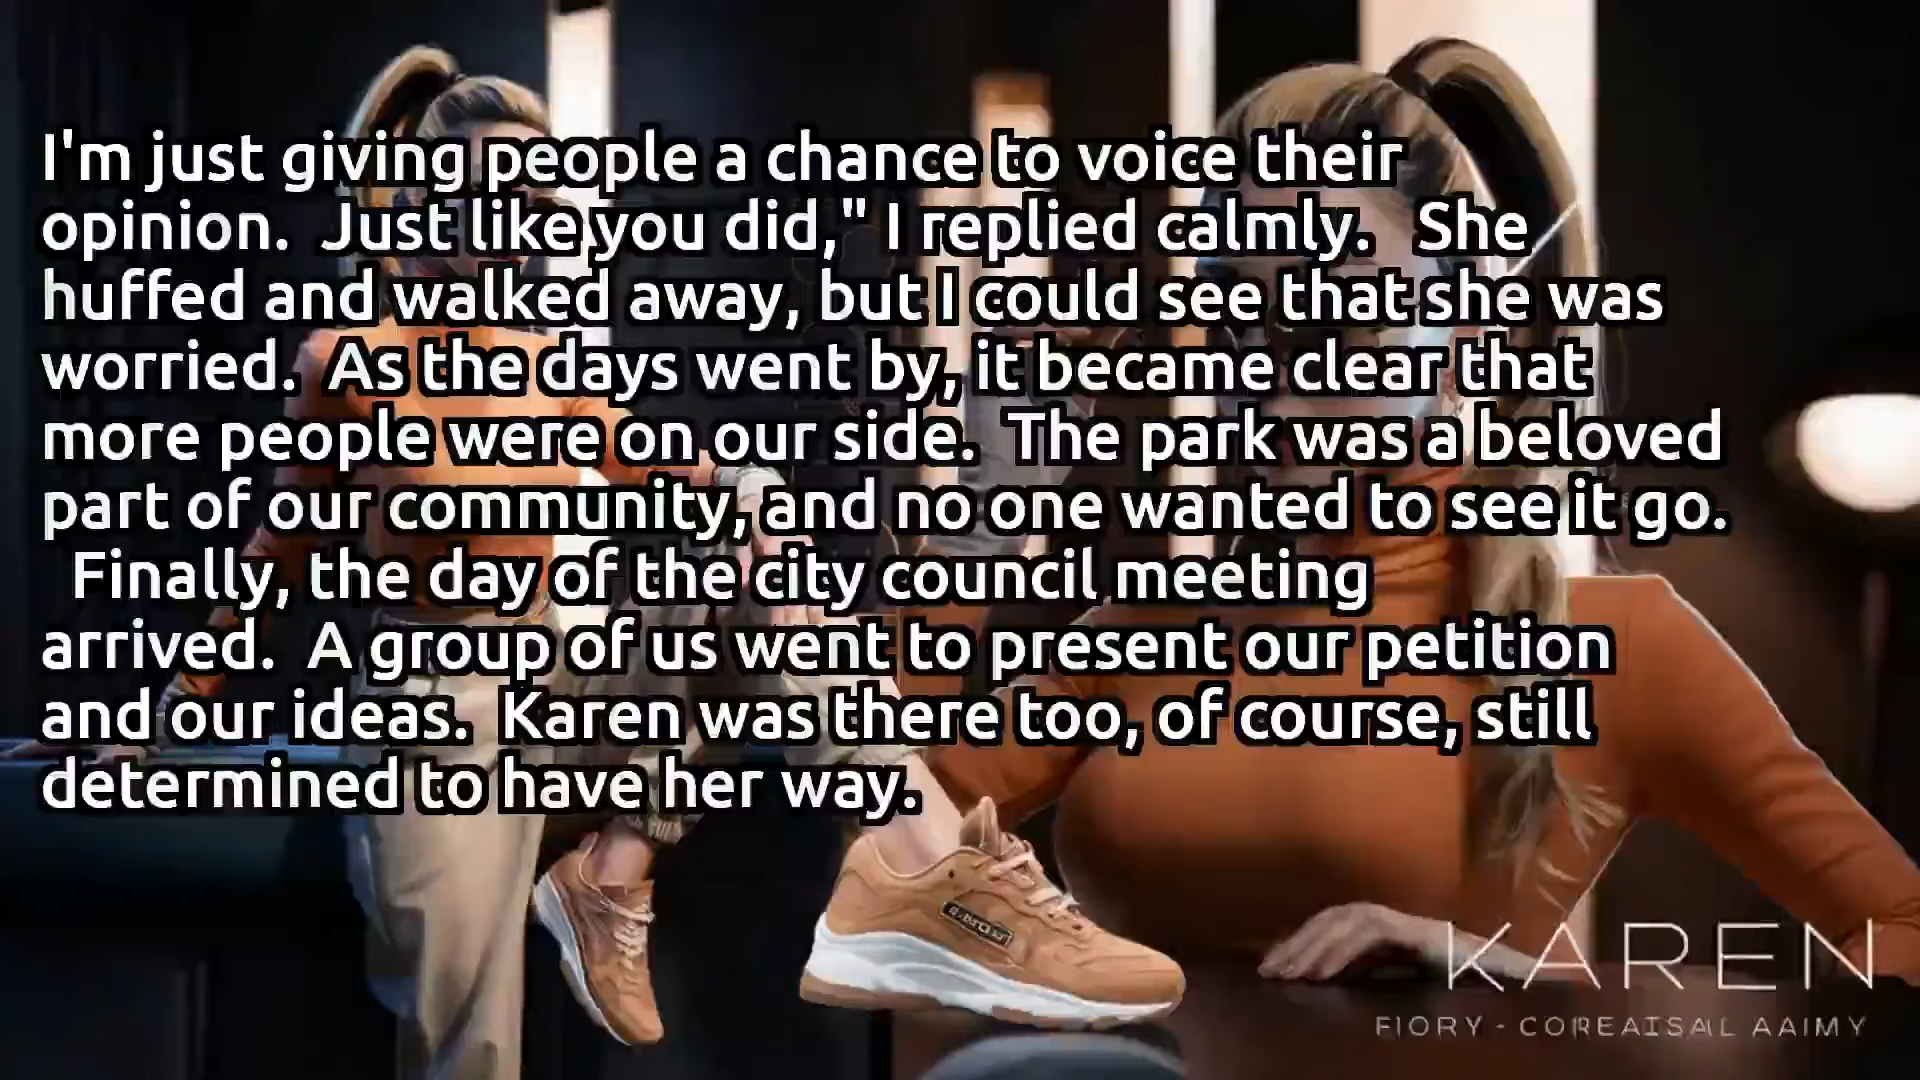 I'm just giving people a chance to voice their
opinion.  Just like you did," I replied calmly.   She
huffed and walked away, but I could see that she was
worried.  As the days went by, it became clear that
more people were on our side.  The park was a beloved
part of our community, and no one wanted to see it go.
Finally, the day of the city council meeting
arrived.  A group of us went to present our petition
and our ideas.  Karen was there too, of course, still
determined to have her way.
KAREN
FIORY - COREAISAL AAIMY